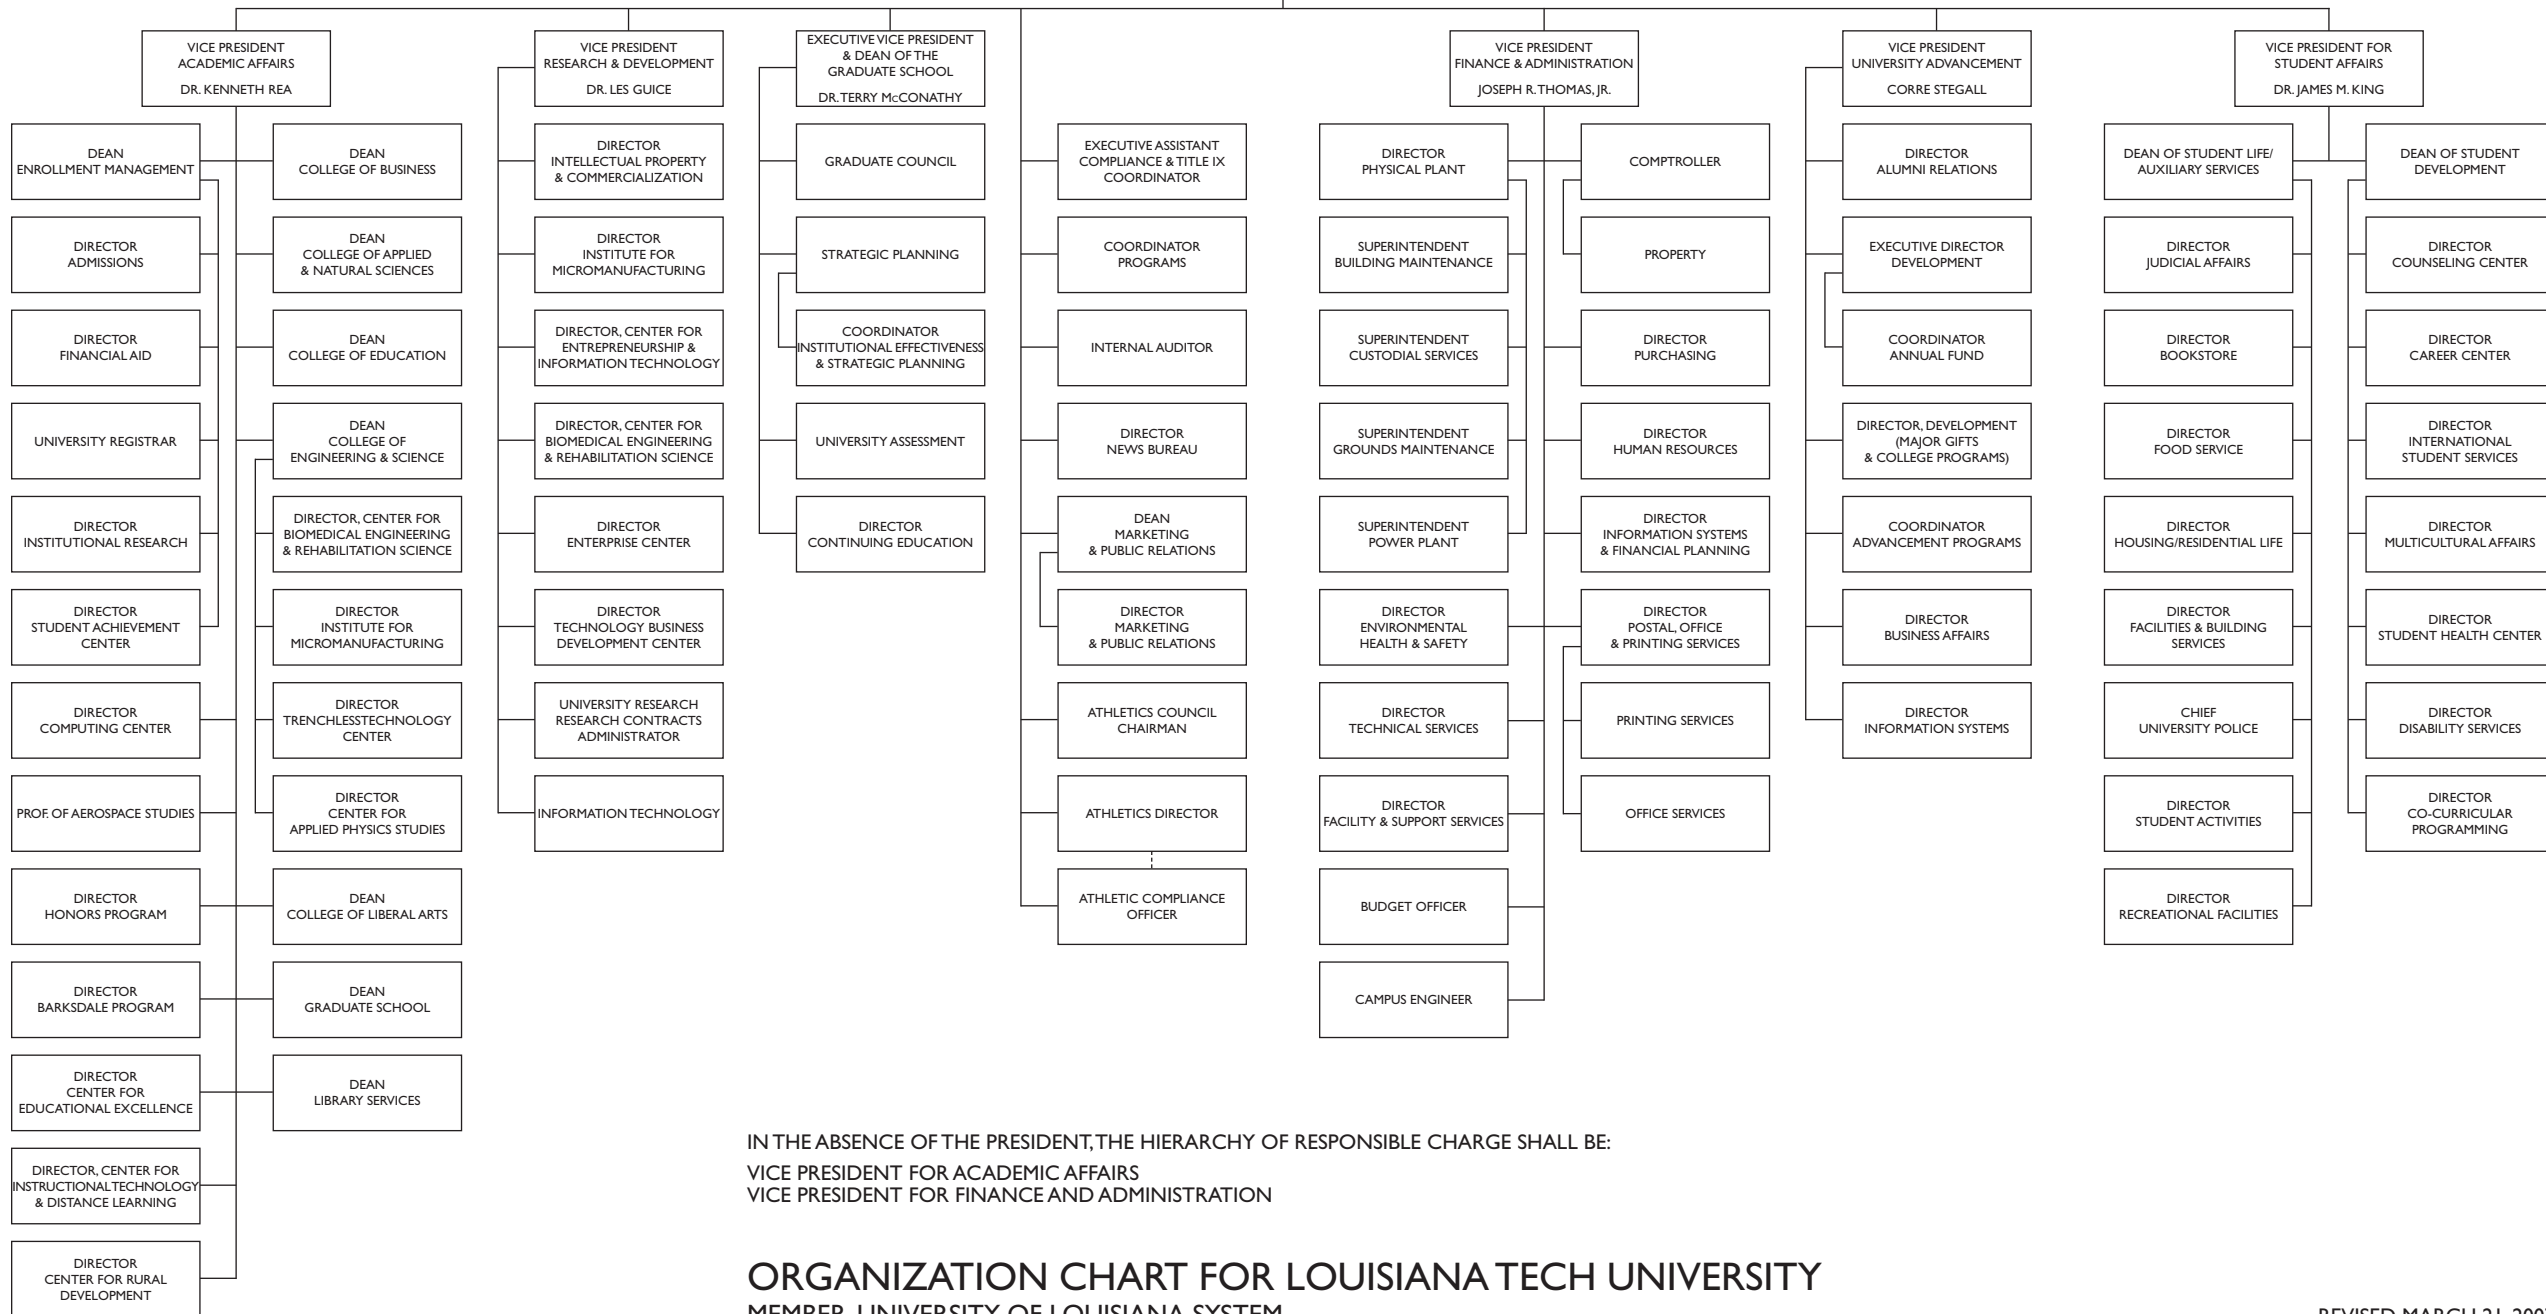 VICE PRESIDENT
ACADEMIC AFFAIRS
DR. KENNETH REA
VICE PRESIDENT
RESEARCH & DEVELOPMENT
DR. LES GUICE
EXECUTIVE VICE PRESIDENT
& DEAN OF THE
GRADUATE SCHOOL
DR. TERRY McCONATHY
VICE PRESIDENT
FINANCE & ADMINISTRATION
JOSEPH R. THOMAS, JR.
VICE PRESIDENT
UNIVERSITY ADVANCEMENT
CORRE STEGALL
VICE PRESIDENT FOR
STUDENT AFFAIRS
DR. JAMES M. KING
DEAN
ENROLLMENT MANAGEMENT
DIRECTOR
ADMISSIONS
DIRECTOR
FINANCIAL AID
UNIVERSITY REGISTRAR
DIRECTOR
INSTITUTIONAL RESEARCH
DIRECTOR
STUDENT ACHIEVEMENT
CENTER
DIRECTOR
COMPUTING CENTER
PROF. OF AEROSPACE STUDIES
DIRECTOR
HONORS PROGRAM
DIRECTOR
BARKSDALE PROGRAM
DIRECTOR
CENTER FOR
EDUCATIONAL EXCELLENCE
DIRECTOR, CENTER FOR
INSTRUCTIONAL TECHNOLOGY
& DISTANCE LEARNING
DIRECTOR
CENTER FOR RURAL
DEVELOPMENT
DEAN
COLLEGE OF BUSINESS
DEAN
COLLEGE OF APPLIED
& NATURAL SCIENCES
DEAN
COLLEGE OF EDUCATION
DEAN
COLLEGE OF
ENGINEERING & SCIENCE
DIRECTOR, CENTER FOR
BIOMEDICAL ENGINEERING
& REHABILITATION SCIENCE
DIRECTOR
INSTITUTE FOR
MICROMANUFACTURING
DIRECTOR
TRENCHLESSTECHNOLOGY
CENTER
DIRECTOR
CENTER FOR
APPLIED PHYSICS STUDIES
DEAN
COLLEGE OF LIBERAL ARTS
DEAN
GRADUATE SCHOOL
DEAN
LIBRARY SERVICES
DIRECTOR
INTELLECTUAL PROPERTY
& COMMERCIALIZATION
DIRECTOR
INSTITUTE FOR
MICROMANUFACTURING
DIRECTOR, CENTER FOR
ENTREPRENEURSHIP &
INFORMATION TECHNOLOGY
DIRECTOR, CENTER FOR
BIOMEDICAL ENGINEERING
& REHABILITATION SCIENCE
DIRECTOR
ENTERPRISE CENTER
DIRECTOR
TECHNOLOGY BUSINESS
DEVELOPMENT CENTER
UNIVERSITY RESEARCH
RESEARCH CONTRACTS
ADMINISTRATOR
INFORMATION TECHNOLOGY
GRADUATE COUNCIL
STRATEGIC PLANNING
COORDINATOR
INSTITUTIONAL EFFECTIVENESS
& STRATEGIC PLANNING
UNIVERSITY ASSESSMENT
DIRECTOR
CONTINUING EDUCATION
EXECUTIVE ASSISTANT
COMPLIANCE & TITLE IX
COORDINATOR
COORDINATOR
PROGRAMS
INTERNAL AUDITOR
DIRECTOR
NEWS BUREAU
DEAN
MARKETING
& PUBLIC RELATIONS
DIRECTOR
MARKETING
& PUBLIC RELATIONS
ATHLETICS COUNCIL
CHAIRMAN
ATHLETICS DIRECTOR
ATHLETIC COMPLIANCE
OFFICER
DIRECTOR
PHYSICAL PLANT
SUPERINTENDENT
BUILDING MAINTENANCE
SUPERINTENDENT
CUSTODIAL SERVICES
SUPERINTENDENT
GROUNDS MAINTENANCE
SUPERINTENDENT
POWER PLANT
DIRECTOR
ENVIRONMENTAL
HEALTH & SAFETY
DIRECTOR
TECHNICAL SERVICES
DIRECTOR
FACILITY & SUPPORT SERVICES
BUDGET OFFICER
CAMPUS ENGINEER
COMPTROLLER
PROPERTY
DIRECTOR
PURCHASING
DIRECTOR
HUMAN RESOURCES
DIRECTOR
INFORMATION SYSTEMS
& FINANCIAL PLANNING
DIRECTOR
POSTAL, OFFICE
& PRINTING SERVICES
PRINTING SERVICES
OFFICE SERVICES
DIRECTOR
ALUMNI RELATIONS
EXECUTIVE DIRECTOR
DEVELOPMENT
COORDINATOR
ANNUAL FUND
DIRECTOR, DEVELOPMENT
(MAJOR GIFTS
& COLLEGE PROGRAMS)
COORDINATOR
ADVANCEMENT PROGRAMS
DIRECTOR
BUSINESS AFFAIRS
DIRECTOR
INFORMATION SYSTEMS
DEAN OF STUDENT LIFE/
AUXILIARY SERVICES
DIRECTOR
JUDICIAL AFFAIRS
DIRECTOR
BOOKSTORE
DIRECTOR
FOOD SERVICE
DIRECTOR
HOUSING/RESIDENTIAL LIFE
DIRECTOR
FACILITIES & BUILDING
SERVICES
CHIEF
UNIVERSITY POLICE
DIRECTOR
STUDENT ACTIVITIES
DIRECTOR
RECREATIONAL FACILITIES
DEAN OF STUDENT
DEVELOPMENT
DIRECTOR
COUNSELING CENTER
DIRECTOR
CAREER CENTER
DIRECTOR
INTERNATIONAL
STUDENT SERVICES
DIRECTOR
MULTICULTURAL AFFAIRS
DIRECTOR
STUDENT HEALTH CENTER
DIRECTOR
DISABILITY SERVICES
DIRECTOR
CO-CURRICULAR
PROGRAMMING
IN THE ABSENCE OF THE PRESIDENT, THE HIERARCHY OF RESPONSIBLE CHARGE SHALL BE:
VICE PRESIDENT FOR ACADEMIC AFFAIRS
VICE PRESIDENT FOR FINANCE AND ADMINISTRATION
ORGANIZATION CHART FOR LOUISIANA TECH UNIVERSITY
MEMBER, UNIVERSITY OF LOUISIANA SYSTEM
REVISED MARCH 21, 200